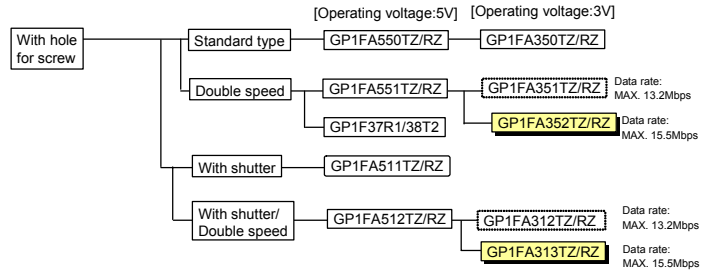 [Operating voltage:5V] [Operating voltage:3V]
With hole
for screw
Standard type
GP1FA550TZ/RZ
GP1FA350TZ/RZ
Double speed
GP1FA551TZ/RZ
GP1FA351TZ/RZ
Data rate:
MAX. 13.2Mbps
GP1F37R1/38T2
GP1FA352TZ/RZ
Data rate:
MAX. 15.5Mbps
With shutter
GP1FA511TZ/RZ
With shutter/
Double speed
GP1FA512TZ/RZ
GP1FA312TZ/RZ
Data rate:
MAX. 13.2Mbps
GP1FA313TZ/RZ
Data rate:
MAX. 15.5Mbps